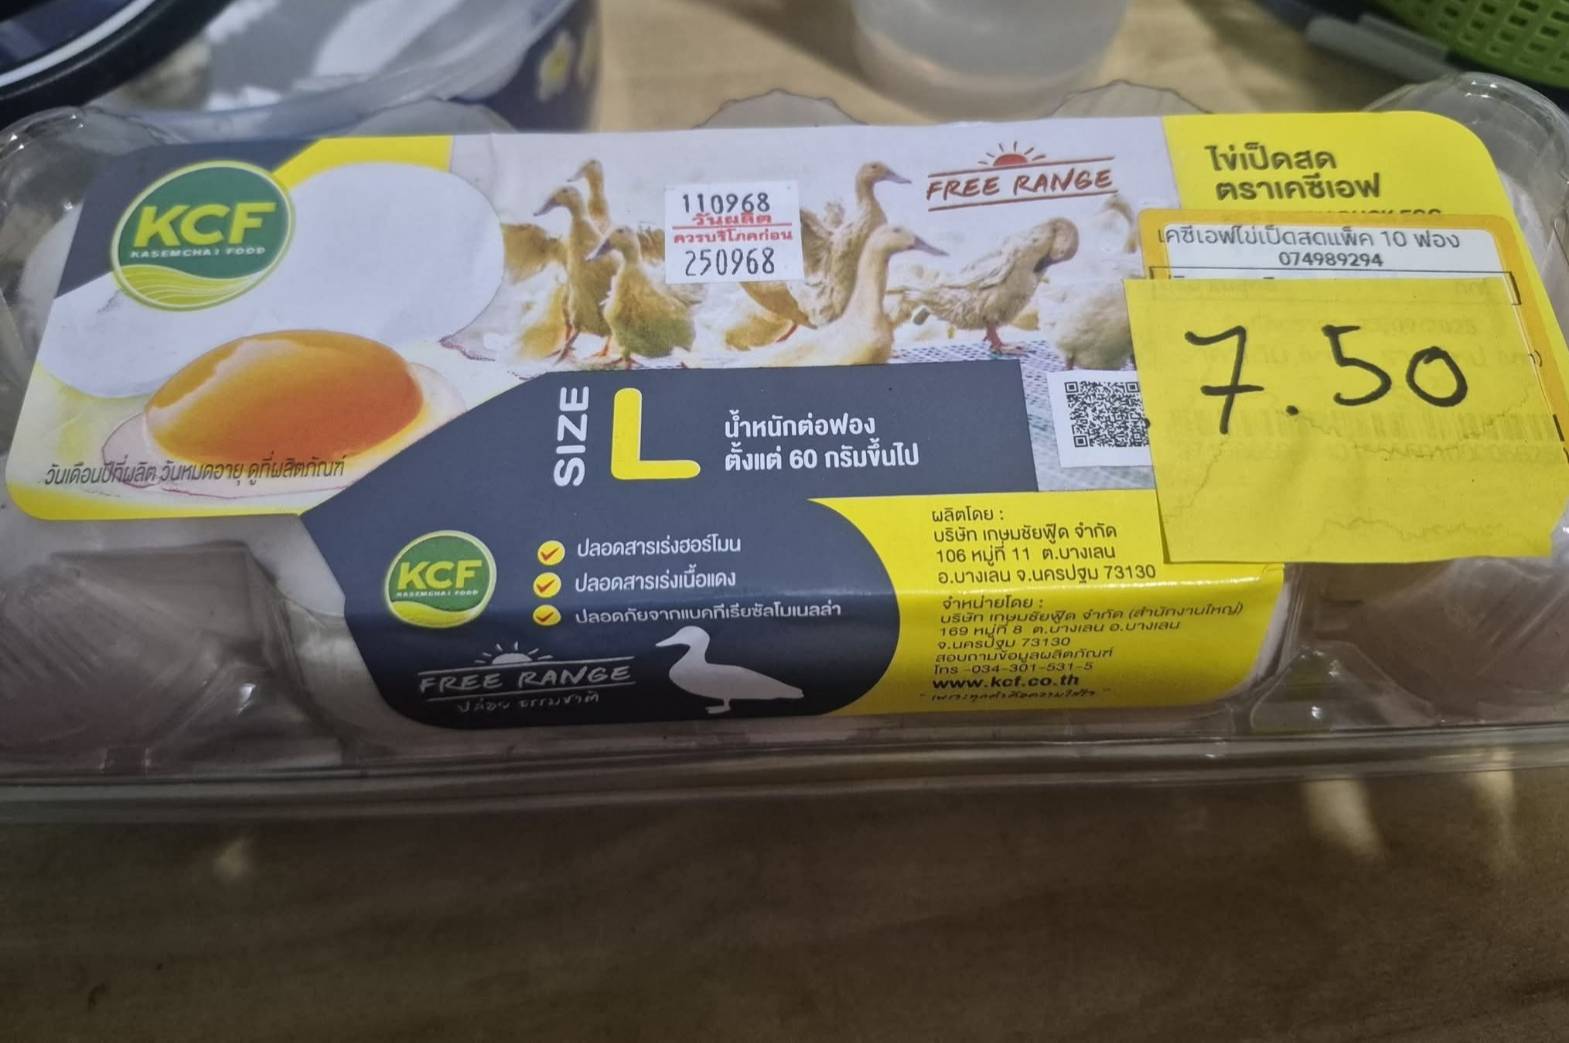 KCF
KASEMCHAI FOOD
110968
วันผลิต
ควรบริโภคก่อน
250968
FREE RANGE
ไข่เป็ดสด
ตราเคซีเอฟ
เคซีเอฟไข่เป็ดสดแพ็ค 10 ฟอง
074989294
7.50
SIZE L
น้ำหนักต่อฟอง
ตั้งแต่ 60 กรัมขึ้นไป
วันเดือนปีที่ผลิต วันหมดอายุ ดูที่ผลิตภัณฑ์
KCF
KASEMCHAI FOOD
ปลอดสารเร่งฮอร์โมน
ปลอดสารเร่งเนื้อแดง
ปลอดภัยจากแบคทีเรียซัลโมเนลล่า
FREE RANGE
ปล่อย ธรรมชาติ
ผลิตโดย :
บริษัท เกษมชัยฟู๊ด จำกัด
106 หมู่ที่ 11 ต.บางเลน
อ.บางเลน จ.นครปฐม 73130
จำหน่ายโดย :
บริษัท เกษมชัยฟู๊ด จำกัด (สำนักงานใหญ่)
169 หมู่ที่ 8 ต.บางเลน อ.บางเลน
จ.นครปฐม 73130
สอบถามข้อมูลผลิตภัณฑ์
โทร -034-301-531-5
www.kcf.co.th